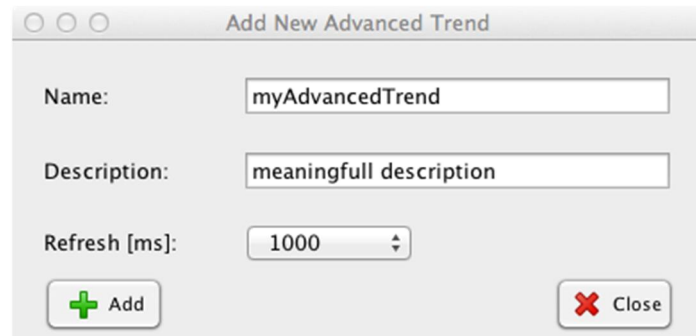 Add New Advanced Trend
Name: myAdvancedTrend
Description: meaningfull description
Refresh [ms]: 1000
Add Close